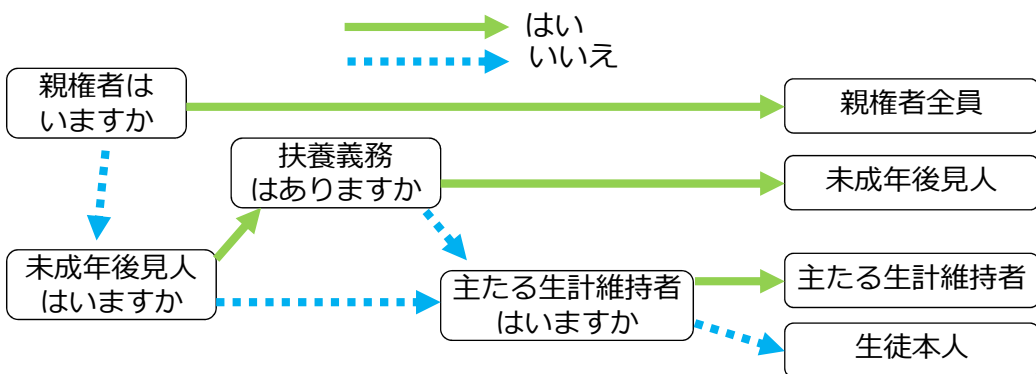 はい
いいえ
親権者は
いますか
親権者全員
扶養義務
はありますか
未成年後見人
未成年後見人
はいますか
主たる生計維持者
はいますか
主たる生計維持者
生徒本人